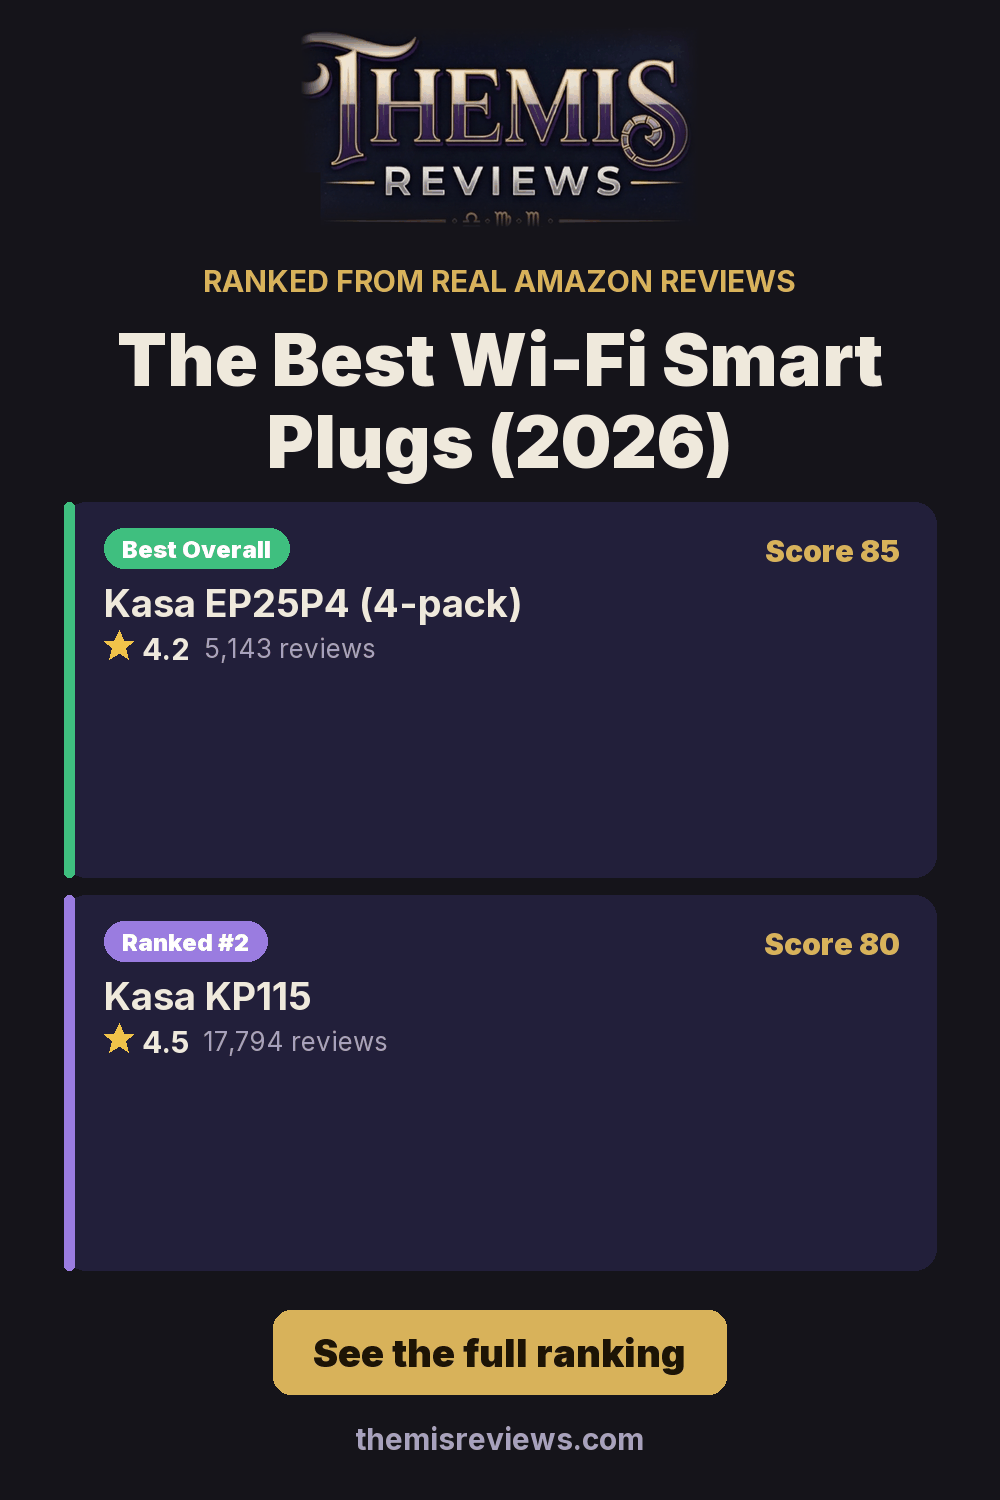 THEMIS
REVIEWS
♎ · ♍ · ♏
RANKED FROM REAL AMAZON REVIEWS
The Best Wi-Fi Smart
Plugs (2026)
Best Overall
Score 85
Kasa EP25P4 (4-pack)
4.2 5,143 reviews
Ranked #2
Score 80
Kasa KP115
4.5 17,794 reviews
See the full ranking
themisreviews.com